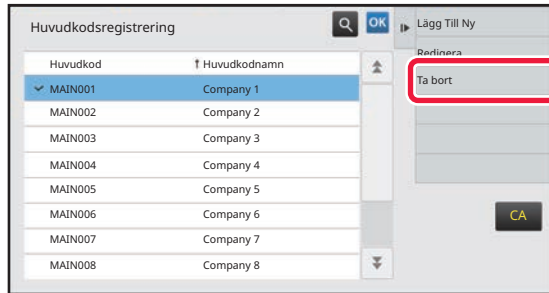 Huvudkodsregistrering
OK
Lägg Till Ny
Redigera
Ta bort
Huvudkod Huvudkodnamn
MAIN001 Company 1
MAIN002 Company 2
MAIN003 Company 3
MAIN004 Company 4
MAIN005 Company 5
MAIN006 Company 6
MAIN007 Company 7
MAIN008 Company 8
CA